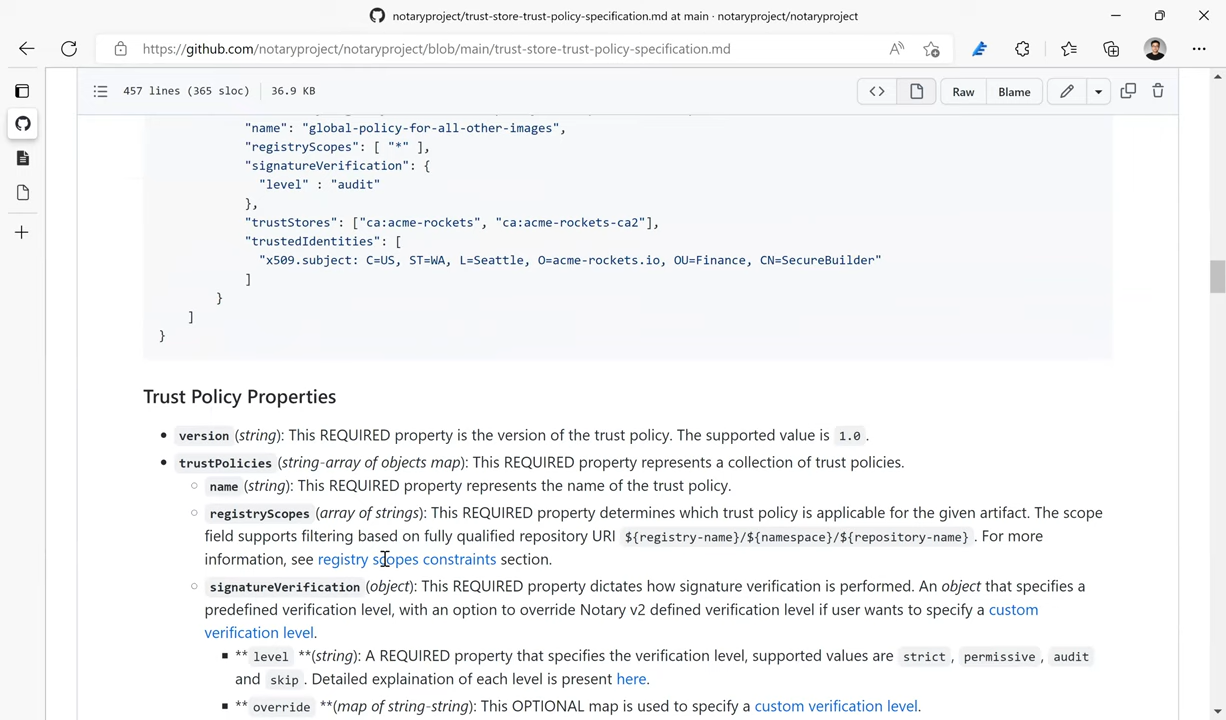 notaryproject/trust-store-trust-policy-specification.md at main · notaryproject/notaryproject
https://github.com/notaryproject/notaryproject/blob/main/trust-store-trust-policy-specification.md
457 lines (365 sloc) 36.9 KB
Raw Blame
"name": "global-policy-for-all-other-images",
"registryScopes": [ "*" ],
"signatureVerification": {
"level" : "audit"
},
"trustStores": ["ca:acme-rockets", "ca:acme-rockets-ca2"],
"trustedIdentities": [
"x509.subject: C=US, ST=WA, L=Seattle, O=acme-rockets.io, OU=Finance, CN=SecureBuilder"
]
}
]
}
Trust Policy Properties
• version (string): This REQUIRED property is the version of the trust policy. The supported value is 1.0 .
• trustPolicies (string-array of objects map): This REQUIRED property represents a collection of trust policies.
○ name (string): This REQUIRED property represents the name of the trust policy.
○ registryScopes (array of strings): This REQUIRED property determines which trust policy is applicable for the given artifact. The scope
field supports filtering based on fully qualified repository URI ${registry-name}/${namespace}/${repository-name} . For more
information, see registry scopes constraints section.
○ signatureVerification (object): This REQUIRED property dictates how signature verification is performed. An object that specifies a
predefined verification level, with an option to override Notary v2 defined verification level if user wants to specify a custom
verification level.
▪ ** level **(string): A REQUIRED property that specifies the verification level, supported values are strict , permissive , audit
and skip . Detailed explaination of each level is present here.
▪ ** override **(map of string-string): This OPTIONAL map is used to specify a custom verification level.